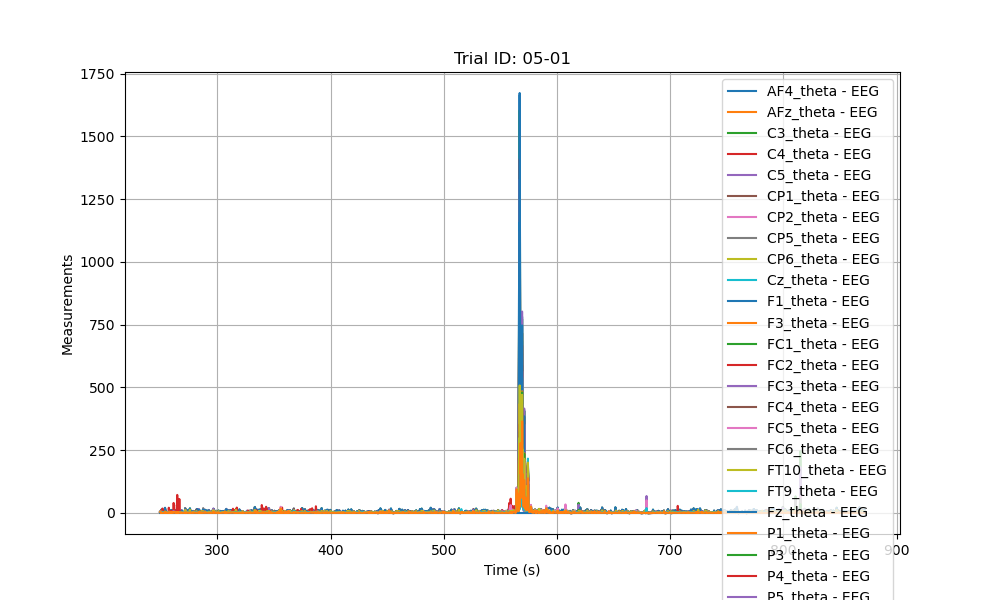 Trial ID: 05-01
1750
1500
1250
1000
750
500
250
0
Measurements
300
400
500
600
700
800
900
Time (s)
AF4_theta - EEG
AFz_theta - EEG
C3_theta - EEG
C4_theta - EEG
C5_theta - EEG
CP1_theta - EEG
CP2_theta - EEG
CP5_theta - EEG
CP6_theta - EEG
Cz_theta - EEG
F1_theta - EEG
F3_theta - EEG
FC1_theta - EEG
FC2_theta - EEG
FC3_theta - EEG
FC4_theta - EEG
FC5_theta - EEG
FC6_theta - EEG
FT10_theta - EEG
FT9_theta - EEG
Fz_theta - EEG
P1_theta - EEG
P3_theta - EEG
P4_theta - EEG
P5_theta - EEG